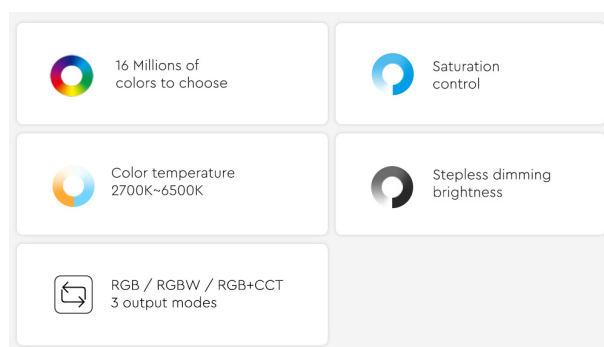 16 Millions of
colors to choose
Saturation
control
Color temperature
2700K~6500K
Stepless dimming
brightness
RGB / RGBW / RGB+CCT
3 output modes